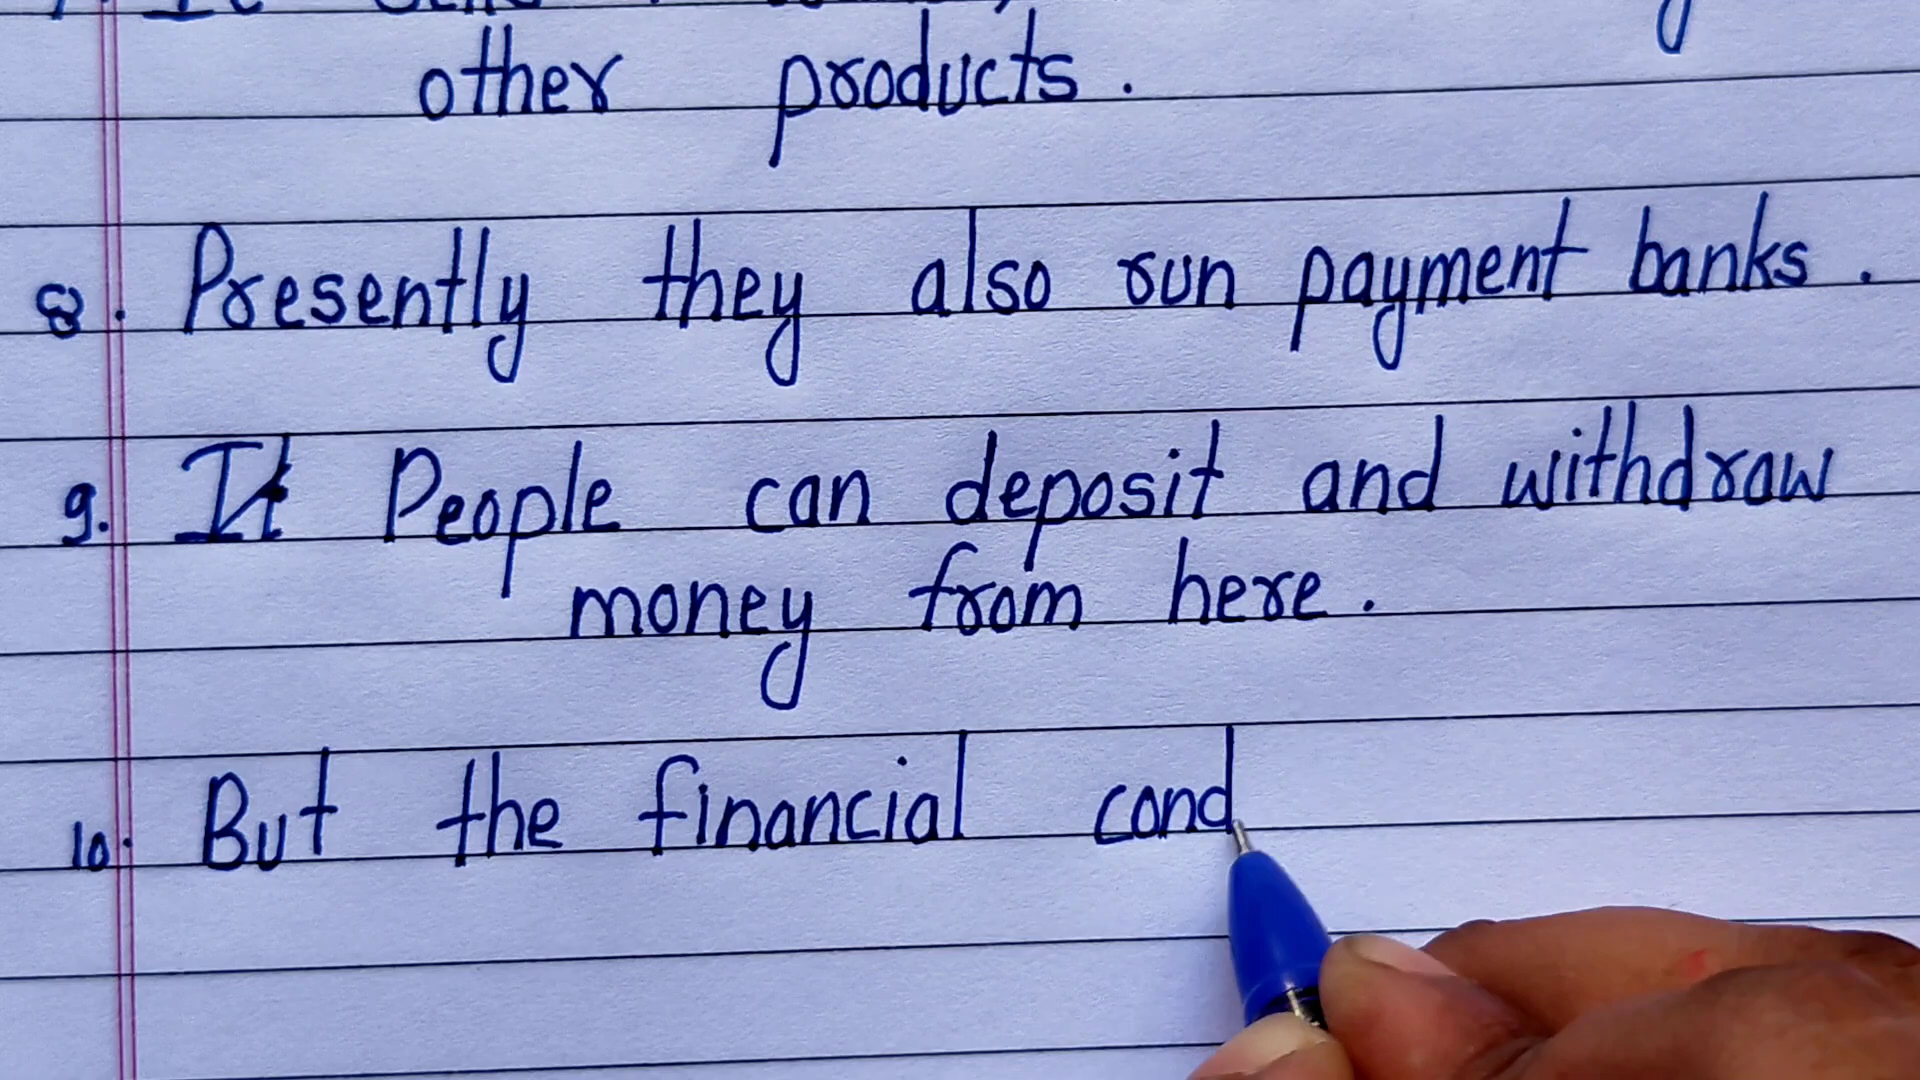 other products.
8. Presently they also run payment banks.
9. It People can deposit and withdraw
money from here.
10. But the financial cond